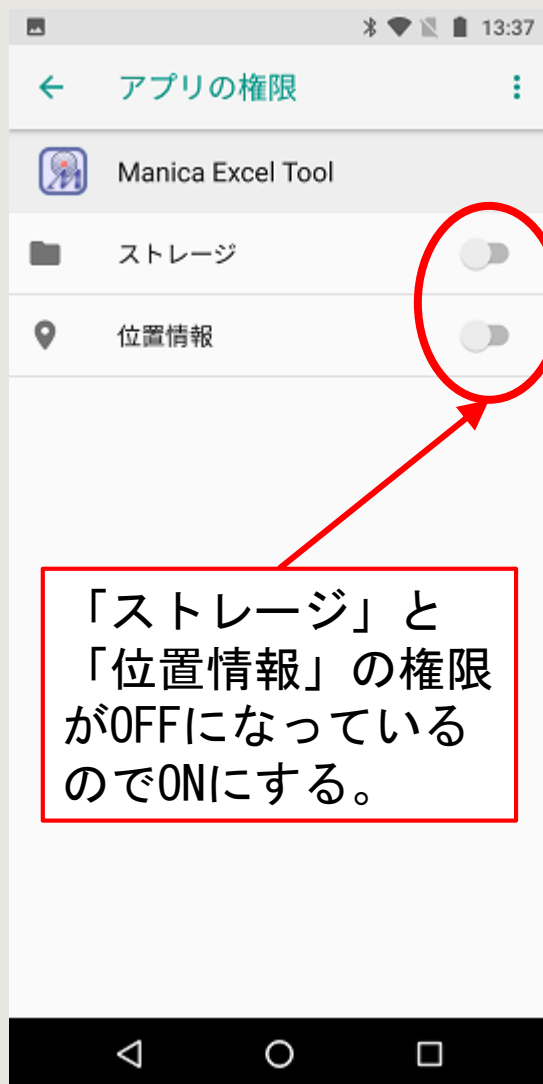 13:37
アプリの権限
Manica Excel Tool
ストレージ
位置情報
「ストレージ」と
「位置情報」の権限
がOFFになっている
のでONにする。